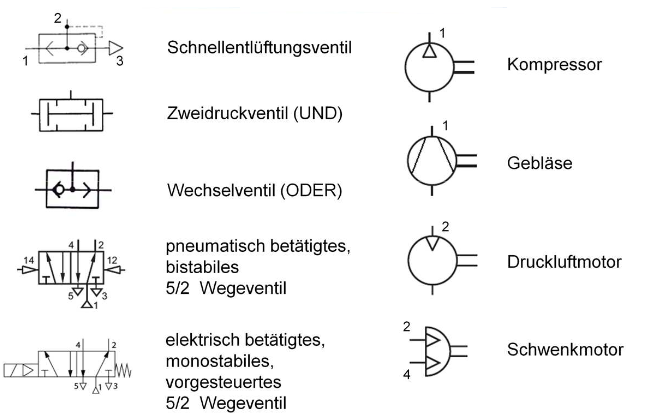 2
1
3
Schnellentlüftungsventil
Zweidruckventil (UND)
Wechselventil (ODER)
14
4
2
12
5
3
1
pneumatisch betätigtes,
bistabiles
5/2 Wegeventil
4
2
5
1
3
elektrisch betätigtes,
monostabiles,
vorgesteuertes
5/2 Wegeventil
1
Kompressor
1
Gebläse
2
Druckluftmotor
2
4
Schwenkmotor